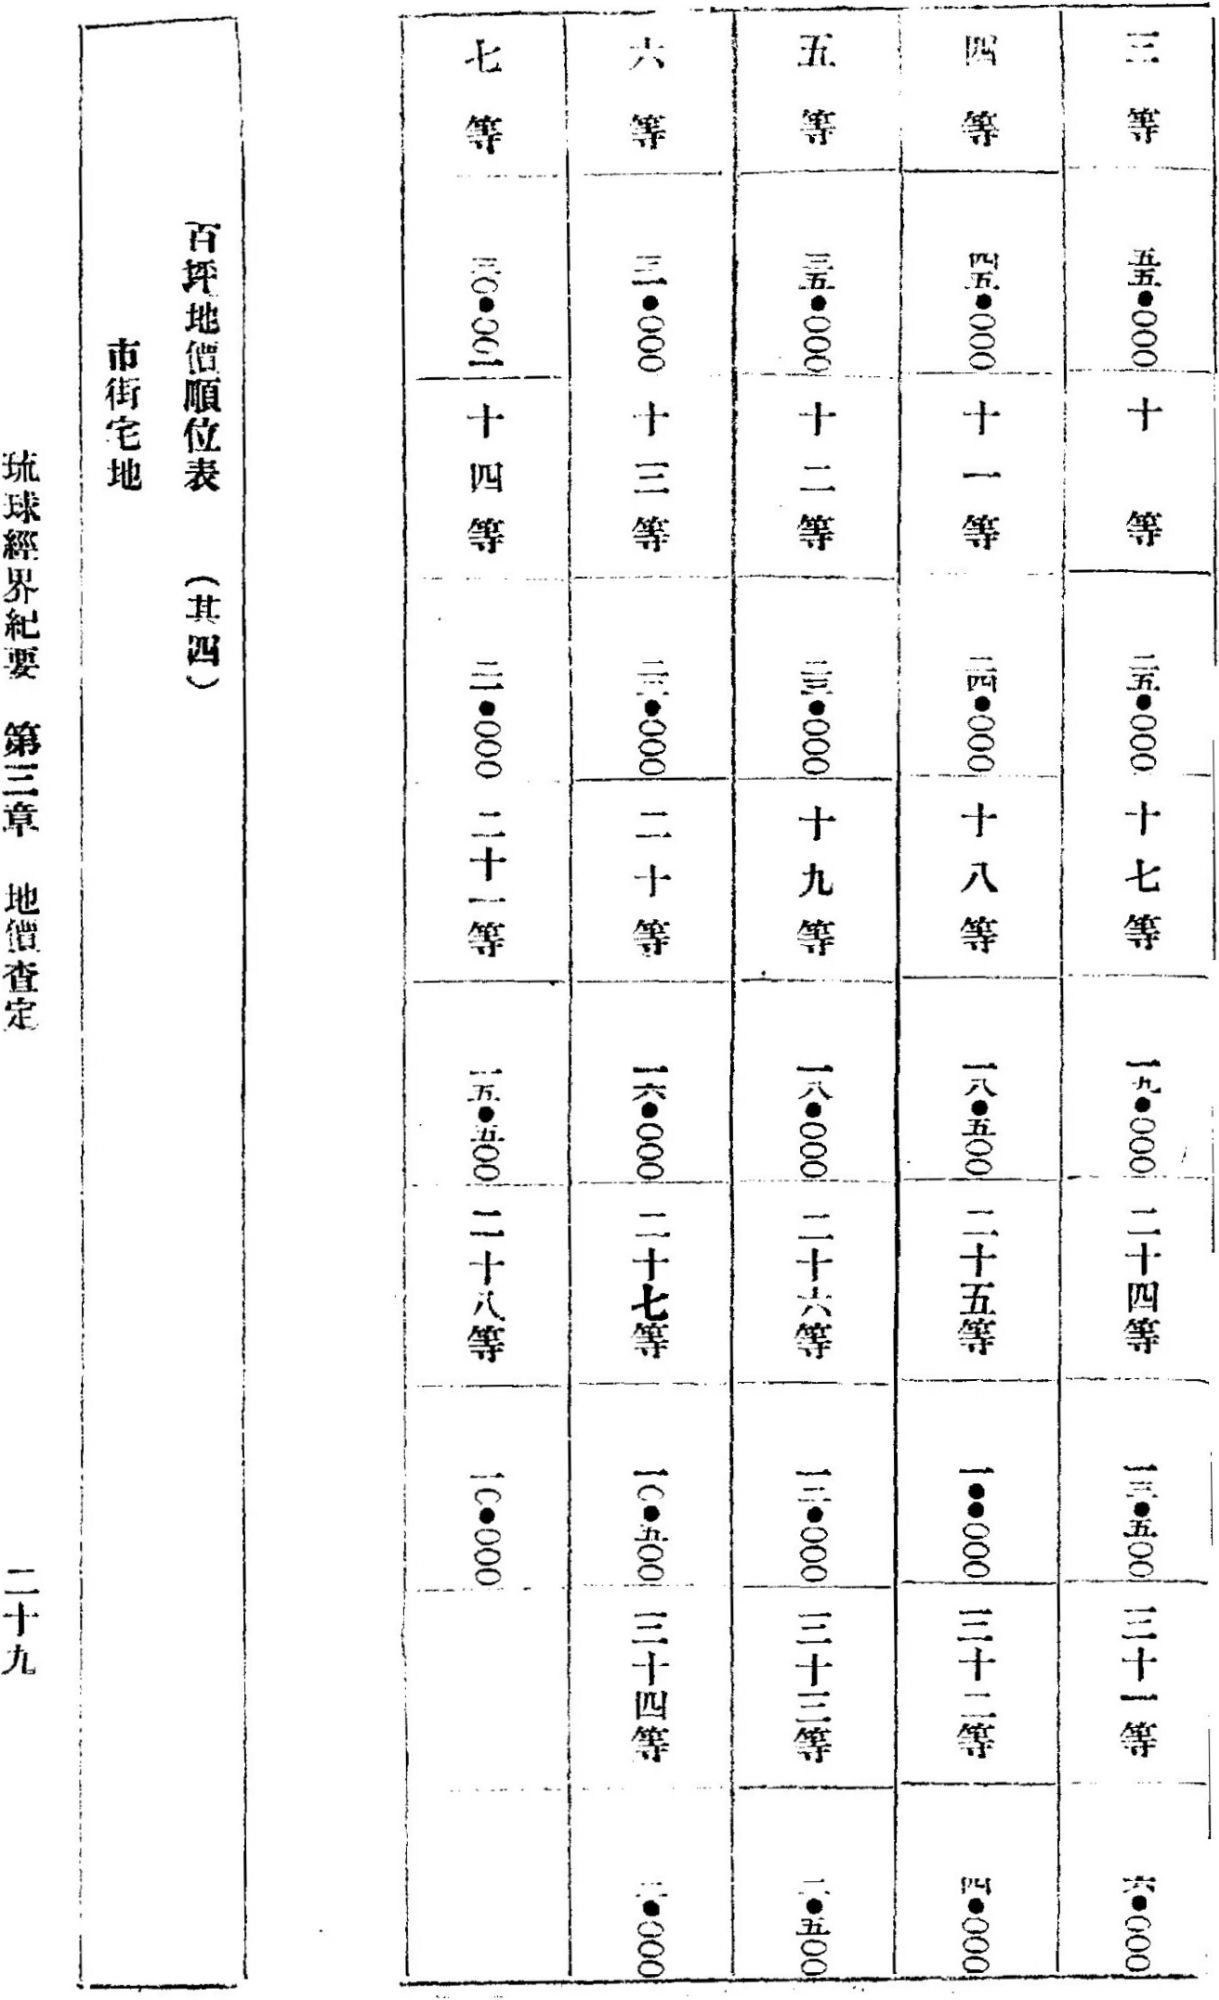 三等 五五●〇〇〇 十等 二五●〇〇〇 十七等 一九●〇〇〇 二十四等 一三●五〇〇 三十一等 六●〇〇〇
四等 四五●〇〇〇 十一等 二四●〇〇〇 十八等 一八●五〇〇 二十五等 一●●〇〇〇 三十二等 四●〇〇〇
五等 三五●〇〇〇 十二等 二三●〇〇〇 十九等 一八●〇〇〇 二十六等 一二●〇〇〇 三十三等 二●五〇〇
六等 三一●〇〇〇 十三等 二二●〇〇〇 二十等 一六●〇〇〇 二十七等 一〇●五〇〇 三十四等 二●〇〇〇
七等 三〇●〇〇一 十四等 二一●〇〇〇 二十一等 一五●五〇〇 二十八等 一〇●〇〇〇
百坪地價順位表 (其四)
市街宅地
琉球經界紀要 第三章 地價査定 二十九